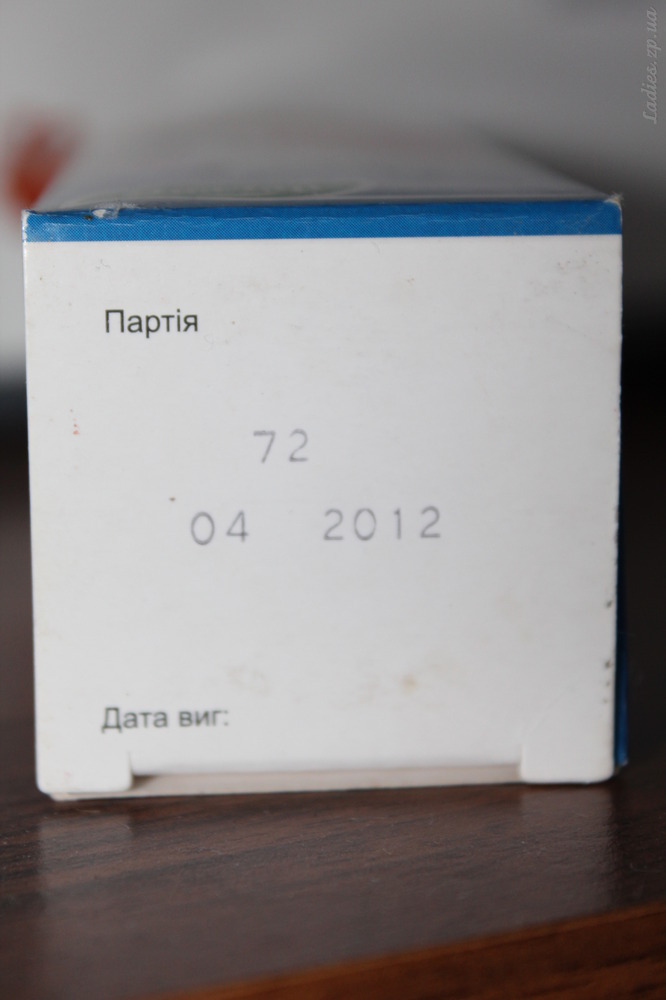 Ladies.zp.ua
Партія
72
04 2012
Дата виг: